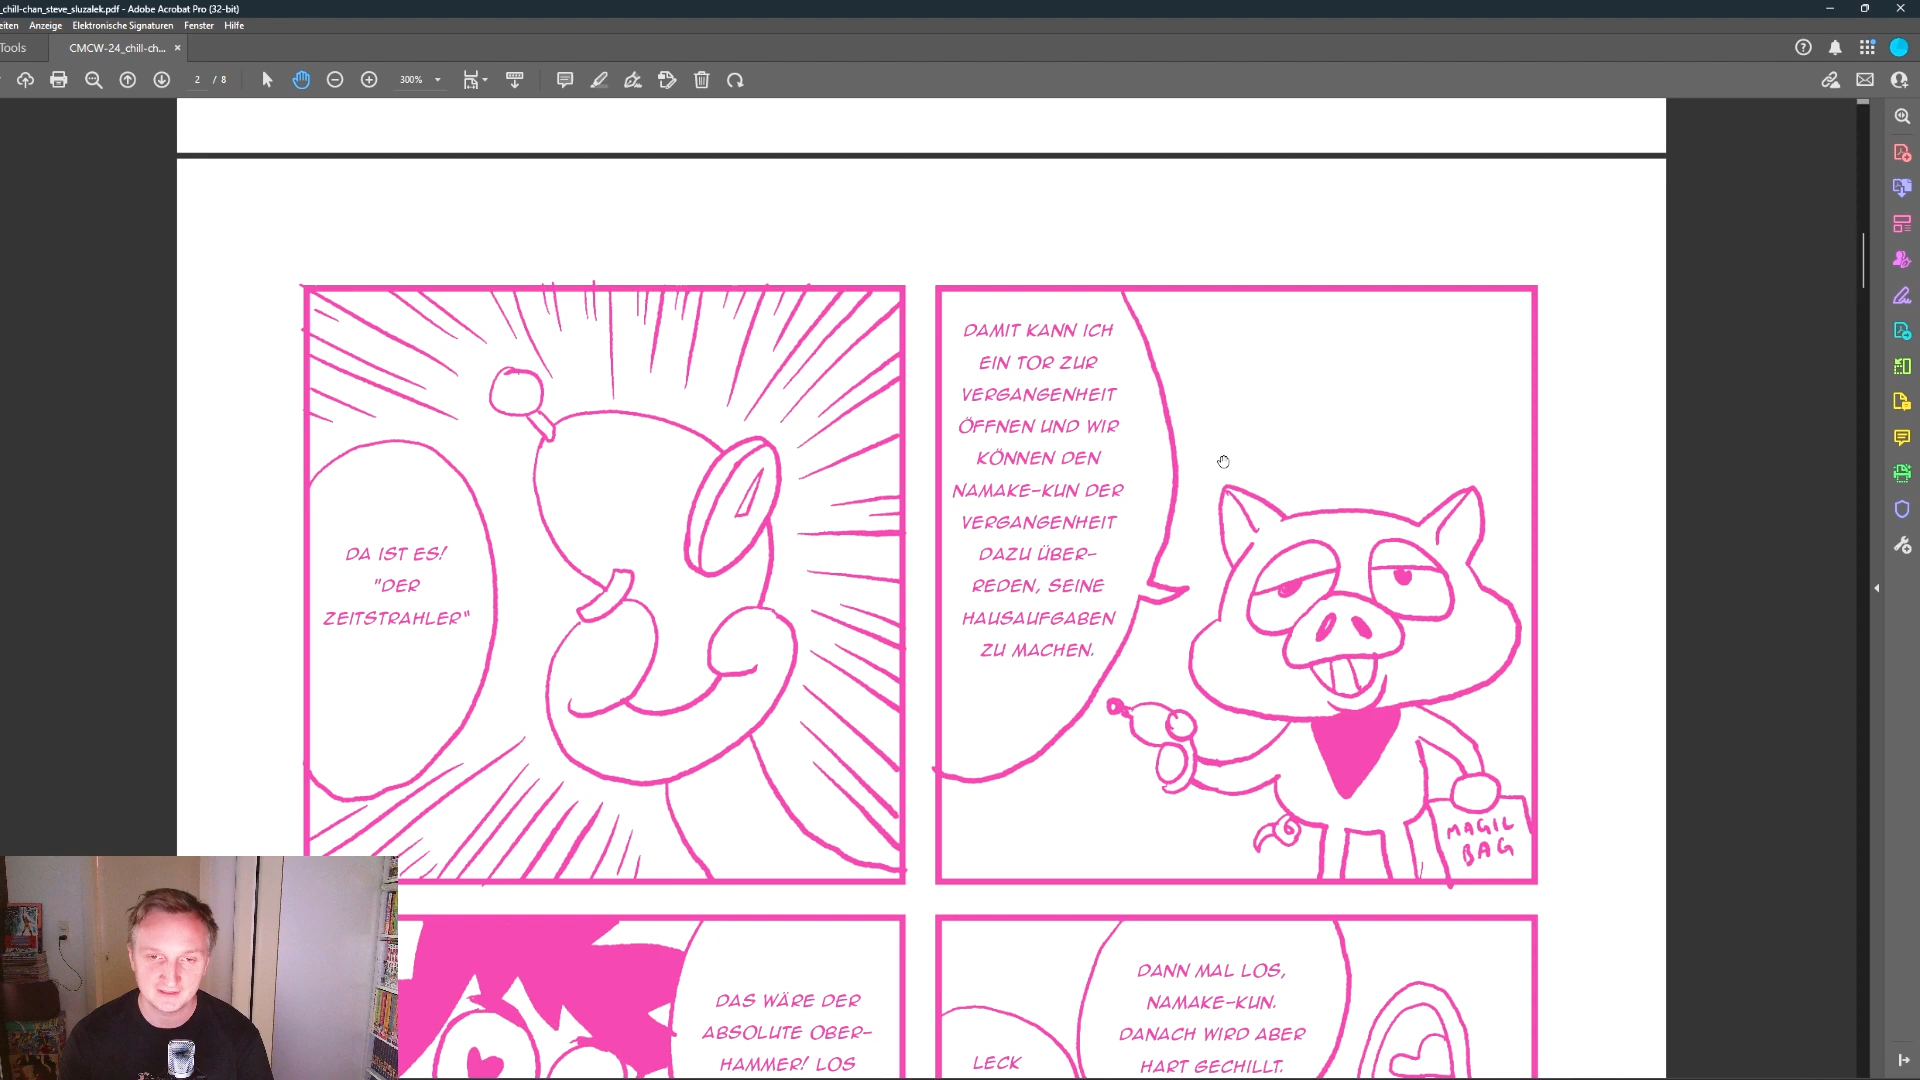 _chill-chan_steve_sluzalek.pdf - Adobe Acrobat Pro (32-bit)
eiten Anzeige Elektronische Signaturen Fenster Hilfe
Tools CMCW-24_chill-ch... ×
2 / 8 300%
DA IST ES!
"DER
ZEITSTRAHLER"
DAMIT KANN ICH
EIN TOR ZUR
VERGANGENHEIT
ÖFFNEN UND WIR
KÖNNEN DEN
NAMAKE-KUN DER
VERGANGENHEIT
DAZU ÜBER-
REDEN, SEINE
HAUSAUFGABEN
ZU MACHEN.
MAGIC
BAG
DAS WÄRE DER
ABSOLUTE OBER-
HAMMER! LOS
LECK
DANN MAL LOS,
NAMAKE-KUN.
DANACH WIRD ABER
HART GECHILLT.